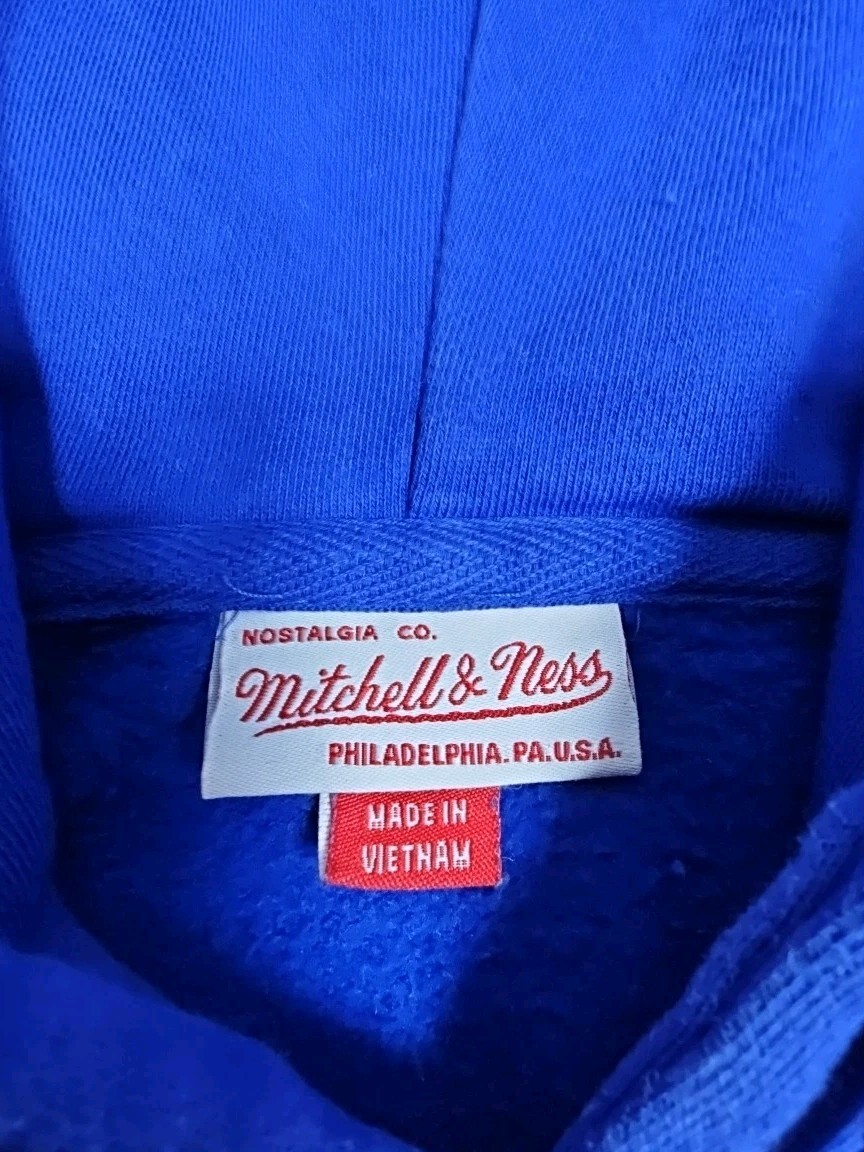 NOSTALGIA CO.
Mitchell & Ness
PHILADELPHIA. PA. U.S.A.
MADE IN
VIETNAM